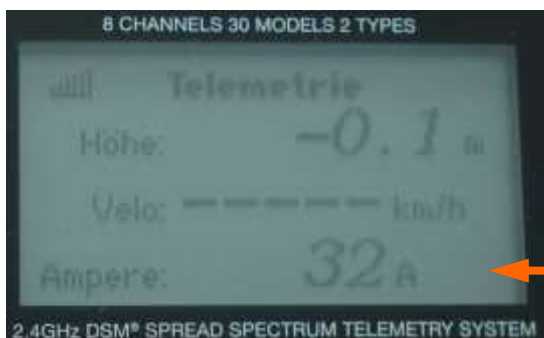 8 CHANNELS 30 MODELS 2 TYPES
Telemetrie
Höhe: -0.1 m
Velo: ----- km/h
Ampere: 32 A
2.4GHz DSM® SPREAD SPECTRUM TELEMETRY SYSTEM